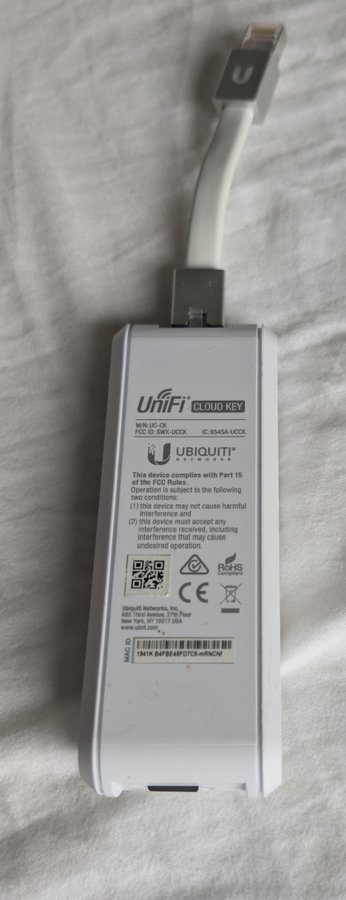 U
UniFi CLOUD KEY
M/N: UC-CK
FCC ID: SWX-UCCK IC: 6545A-UCCK
U UBIQUITI
NETWORKS
This device complies with Part 15
of the FCC Rules.
Operation is subject to the following
two conditions:
(1) this device may not cause harmful
interference and
(2) this device must accept any
interference received, including
interference that may cause
undesired operation.
RoHS
Compliant
CE
Ubiquiti Networks, Inc.
685 Third Avenue, 27th Floor
New York, NY 10017 USA
www.ubnt.com
MAC ID
1841K B4FBE48FD7C9-mRNCNf